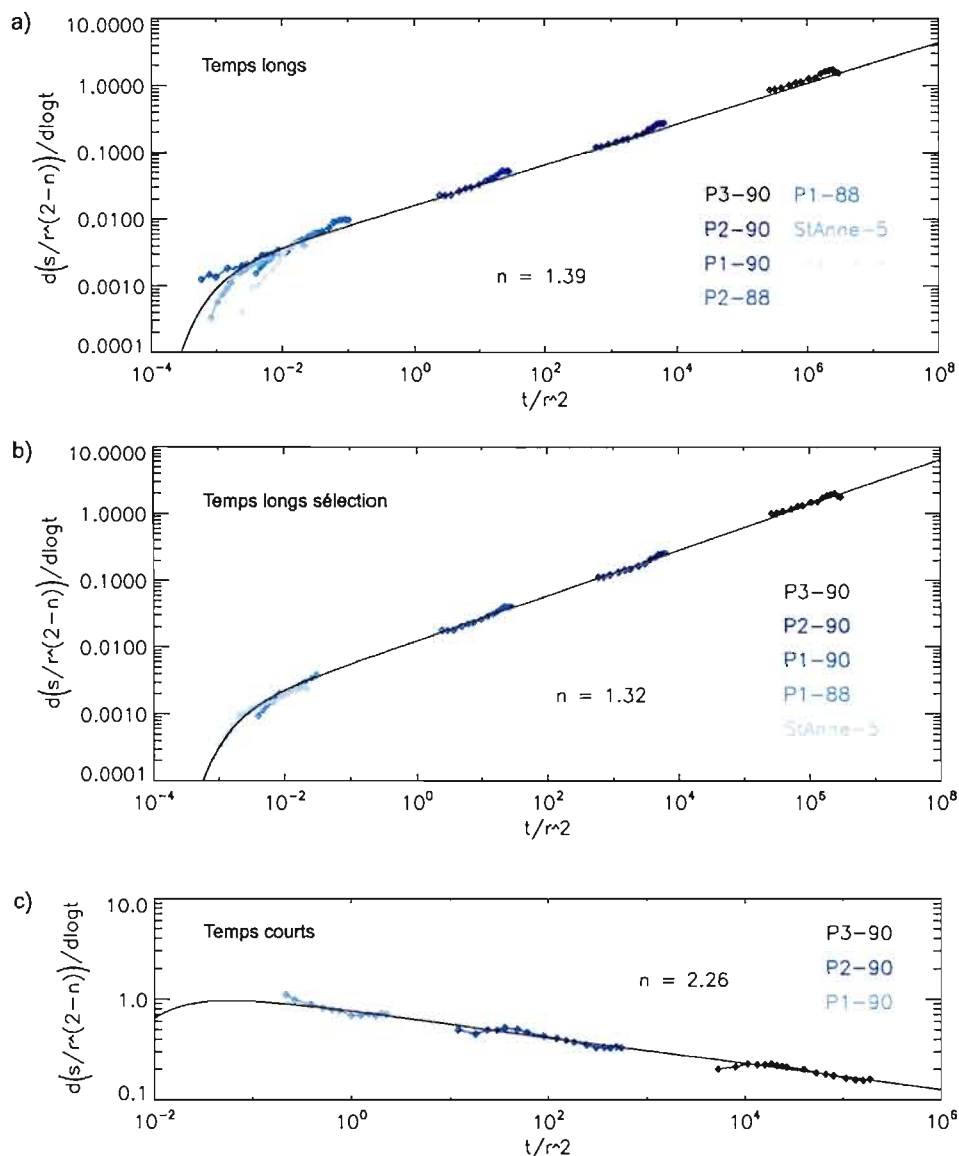 a)
d(s/r^(2-n))/dlogt
10.0000
1.0000
0.1000
0.0100
0.0010
0.0001
Temps longs
n = 1.39
P3-90 P1-88
P2-90 StAnne-5
P1-90
P2-88
10^-4 10^-2 10^0 10^2 10^4 10^6 10^8
t/r^2
b)
d(s/r^(2-n))/dlogt
10.0000
1.0000
0.1000
0.0100
0.0010
0.0001
Temps longs sélection
n = 1.32
P3-90
P2-90
P1-90
P1-88
StAnne-5
10^-4 10^-2 10^0 10^2 10^4 10^6 10^8
t/r^2
c)
d(s/r^(2-n))/dlogt
10.0
1.0
0.1
Temps courts
n = 2.26
P3-90
P2-90
P1-90
10^-2 10^0 10^2 10^4 10^6
t/r^2